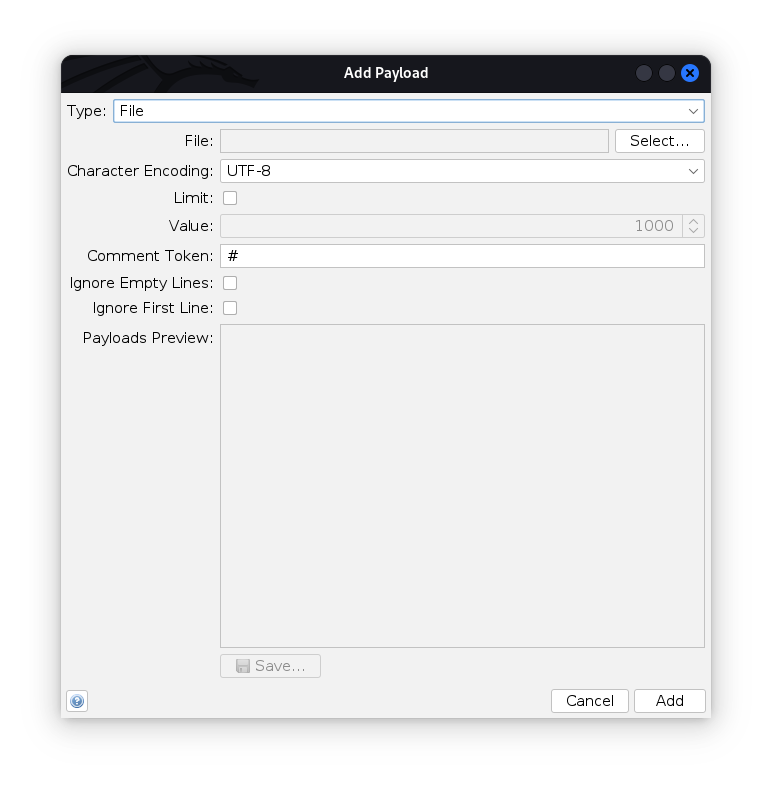 Add Payload
Type: File
File: Select...
Character Encoding: UTF-8
Limit:
Value: 1000
Comment Token: #
Ignore Empty Lines:
Ignore First Line:
Payloads Preview:
Save...
Cancel Add